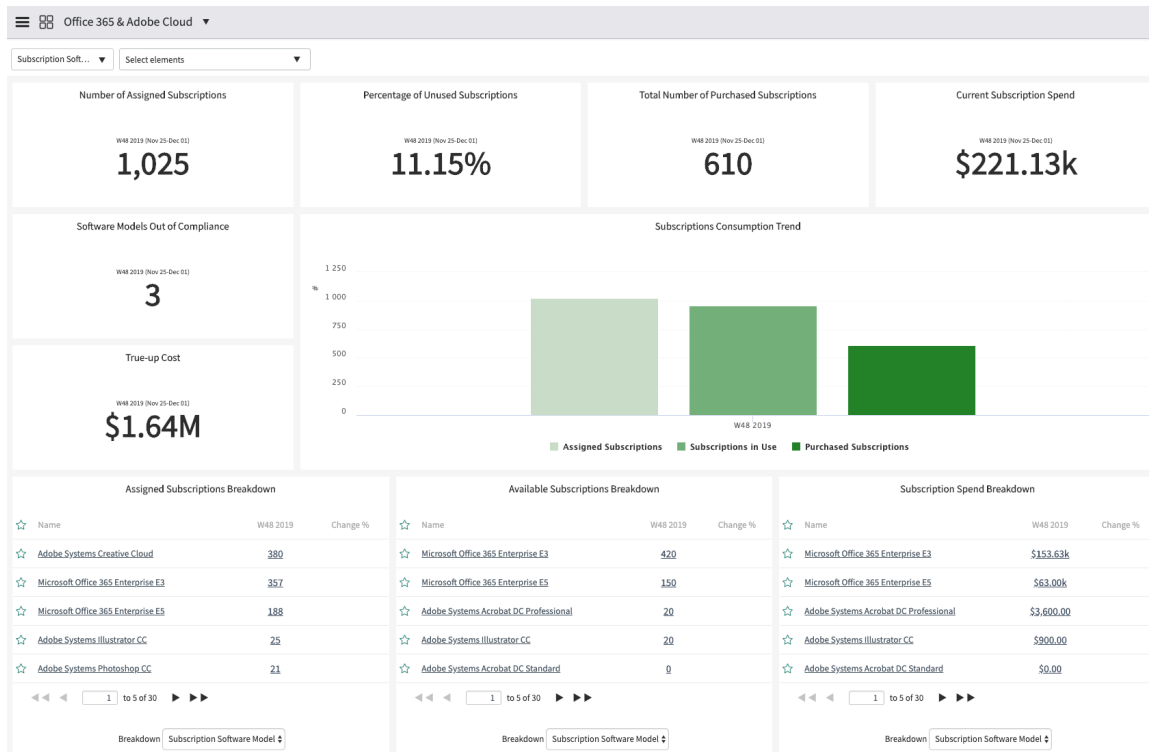 Office 365 & Adobe Cloud ▼
Subscription Soft... ▼ Select elements ▼
Number of Assigned Subscriptions
W48 2019 (Nov 25-Dec 01)
1,025
Percentage of Unused Subscriptions
W48 2019 (Nov 25-Dec 01)
11.15%
Total Number of Purchased Subscriptions
W48 2019 (Nov 25-Dec 01)
610
Current Subscription Spend
W48 2019 (Nov 25-Dec 01)
$221.13k
Software Models Out of Compliance
W48 2019 (Nov 25-Dec 01)
3
True-up Cost
W48 2019 (Nov 25-Dec 01)
$1.64M
Subscriptions Consumption Trend
%
1 250
1 000
750
500
250
0
W48 2019
Assigned Subscriptions Subscriptions in Use Purchased Subscriptions
Assigned Subscriptions Breakdown
Name W48 2019 Change %
Adobe Systems Creative Cloud 380
Microsoft Office 365 Enterprise E3 357
Microsoft Office 365 Enterprise E5 188
Adobe Systems Illustrator CC 25
Adobe Systems Photoshop CC 21
1 to 5 of 30
Breakdown Subscription Software Model
Available Subscriptions Breakdown
Name W48 2019 Change %
Microsoft Office 365 Enterprise E3 420
Microsoft Office 365 Enterprise E5 150
Adobe Systems Acrobat DC Professional 20
Adobe Systems Illustrator CC 20
Adobe Systems Acrobat DC Standard 0
1 to 5 of 30
Breakdown Subscription Software Model
Subscription Spend Breakdown
Name W48 2019 Change %
Microsoft Office 365 Enterprise E3 $153.63k
Microsoft Office 365 Enterprise E5 $63.00k
Adobe Systems Acrobat DC Professional $3,600.00
Adobe Systems Illustrator CC $900.00
Adobe Systems Acrobat DC Standard $0.00
1 to 5 of 30
Breakdown Subscription Software Model